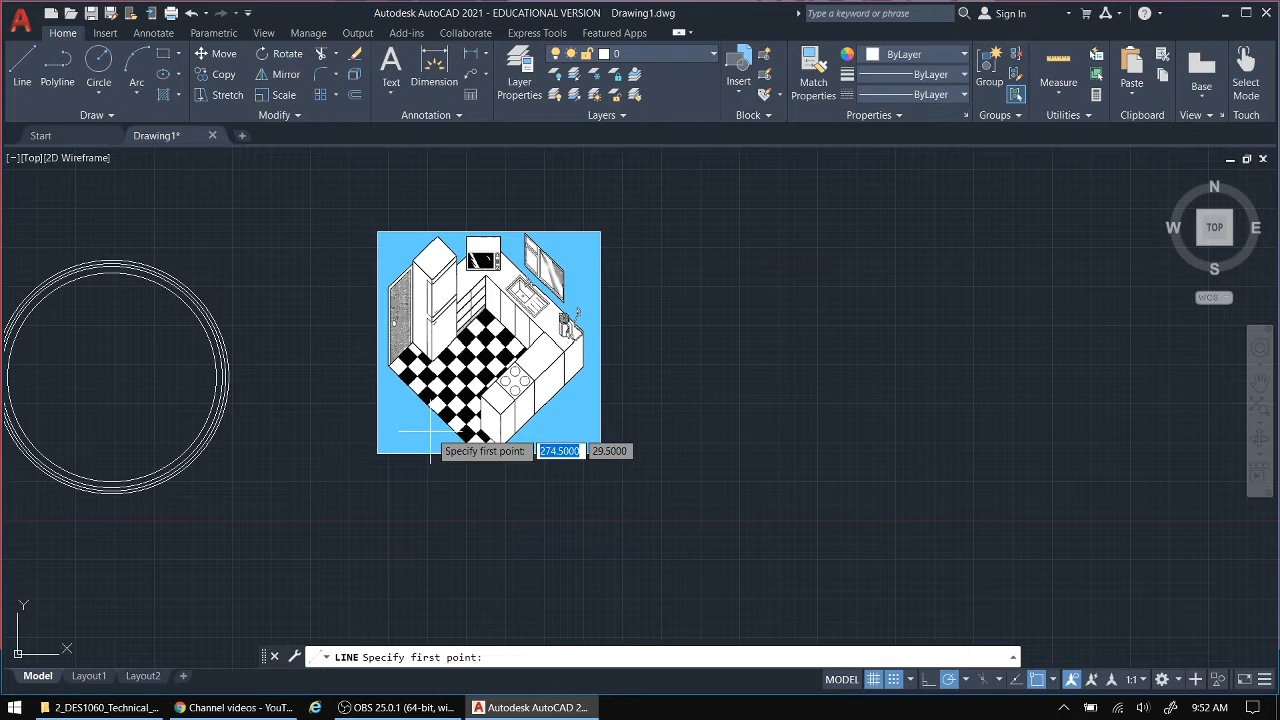 Autodesk AutoCAD 2021 - EDUCATIONAL VERSION Drawing1.dwg
Type a keyword or phrase
Sign In
Home Insert Annotate Parametric View Manage Output Add-ins Collaborate Express Tools Featured Apps
Line Polyline Circle Arc
Move Rotate
Copy Mirror
Stretch Scale
Text Dimension
Layer Properties
0
Insert
Match Properties
ByLayer
ByLayer
ByLayer
Group
Measure
Paste
Base
Select Mode
Draw Modify Annotation Layers Block Properties Groups Utilities Clipboard View Touch
Start Drawing1*
[−][Top][2D Wireframe]
N
W TOP E
S
WCS
Specify first point: 274.5000 29.5000
Y
X
LINE Specify first point:
Model Layout1 Layout2
MODEL 1:1
2_DES1060_Technical_... Channel videos - YouT... OBS 25.0.1 (64-bit, wi... Autodesk AutoCAD 2... 9:52 AM